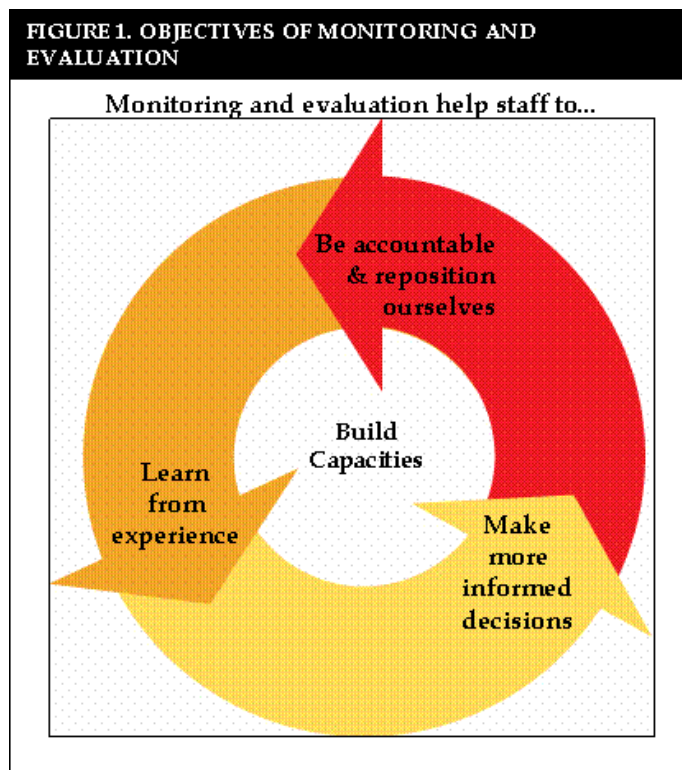 FIGURE 1. OBJECTIVES OF MONITORING AND
EVALUATION
Monitoring and evaluation help staff to...
Be accountable
& reposition
ourselves
Build
Capacities
Learn
from
experience
Make
more
informed
decisions